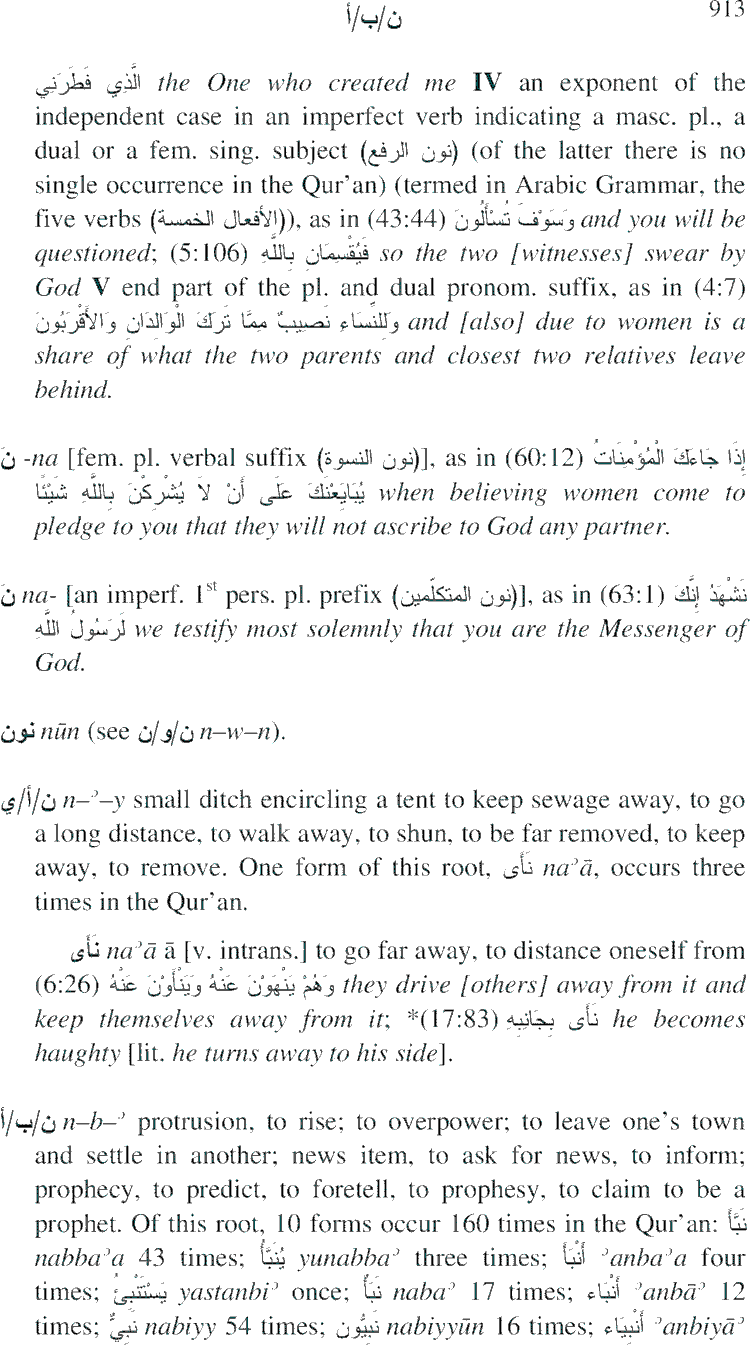 ن/ب/أ 913
الَّذِي فَطَرَنِي the One who created me IV an exponent of the
independent case in an imperfect verb indicating a masc. pl., a
dual or a fem. sing. subject (نون الرفع) (of the latter there is no
single occurrence in the Qur'an) (termed in Arabic Grammar, the
five verbs (الأفعال الخمسة)), as in (43:44) وَسَوْفَ تُسْأَلُونَ and you will be
questioned; (5:106) فَيُقْسِمَانِ بِاللَّهِ so the two [witnesses] swear by
God V end part of the pl. and dual pronom. suffix, as in (4:7)
وَلِلنِّسَاءِ نَصِيبٌ مِمَّا تَرَكَ الْوَالِدَانِ وَالأَقْرَبُونَ and [also] due to women is a
share of what the two parents and closest two relatives leave
behind.
نَ -na [fem. pl. verbal suffix (نون النسوة)], as in (60:12) إِذَا جَاءَكَ الْمُؤْمِنَاتُ
يُبَايِعْنَكَ عَلَى أَنْ لاَ يُشْرِكْنَ بِاللَّهِ شَيْئًا when believing women come to
pledge to you that they will not ascribe to God any partner.
نَ na- [an imperf. 1st pers. pl. prefix (نون المتكلّمين)], as in (63:1) نَشْهَدُ إِنَّكَ
لَرَسُولُ اللَّهِ we testify most solemnly that you are the Messenger of
God.
نون nūn (see ن/و/ن n–w–n).
ن/أ/ي n–ʾ–y small ditch encircling a tent to keep sewage away, to go
a long distance, to walk away, to shun, to be far removed, to keep
away, to remove. One form of this root, نَأَى naʾā, occurs three
times in the Qur'an.
نَأَى naʾā ā [v. intrans.] to go far away, to distance oneself from
(6:26) وَهُمْ يَنْهَوْنَ عَنْهُ وَيَنْأَوْنَ عَنْهُ they drive [others] away from it and
keep themselves away from it; *(17:83) نَأَى بِجَانِبِهِ he becomes
haughty [lit. he turns away to his side].
ن/ب/أ n–b–ʾ protrusion, to rise; to overpower; to leave one's town
and settle in another; news item, to ask for news, to inform;
prophecy, to predict, to foretell, to prophesy, to claim to be a
prophet. Of this root, 10 forms occur 160 times in the Qur'an: نَبَّأَ
nabbaʾa 43 times; يُنَبَّأُ yunabbaʾ three times; أَنْبَأَ ʾanbaʾa four
times; يَسْتَنْبِئُ yastanbiʾ once; نَبَأٌ nabaʾ 17 times; أَنْبَاء ʾanbāʾ 12
times; نَبِيٌّ nabiyy 54 times; نَبِيُّون nabiyyūn 16 times; أَنْبِيَاء ʾanbiyāʾ